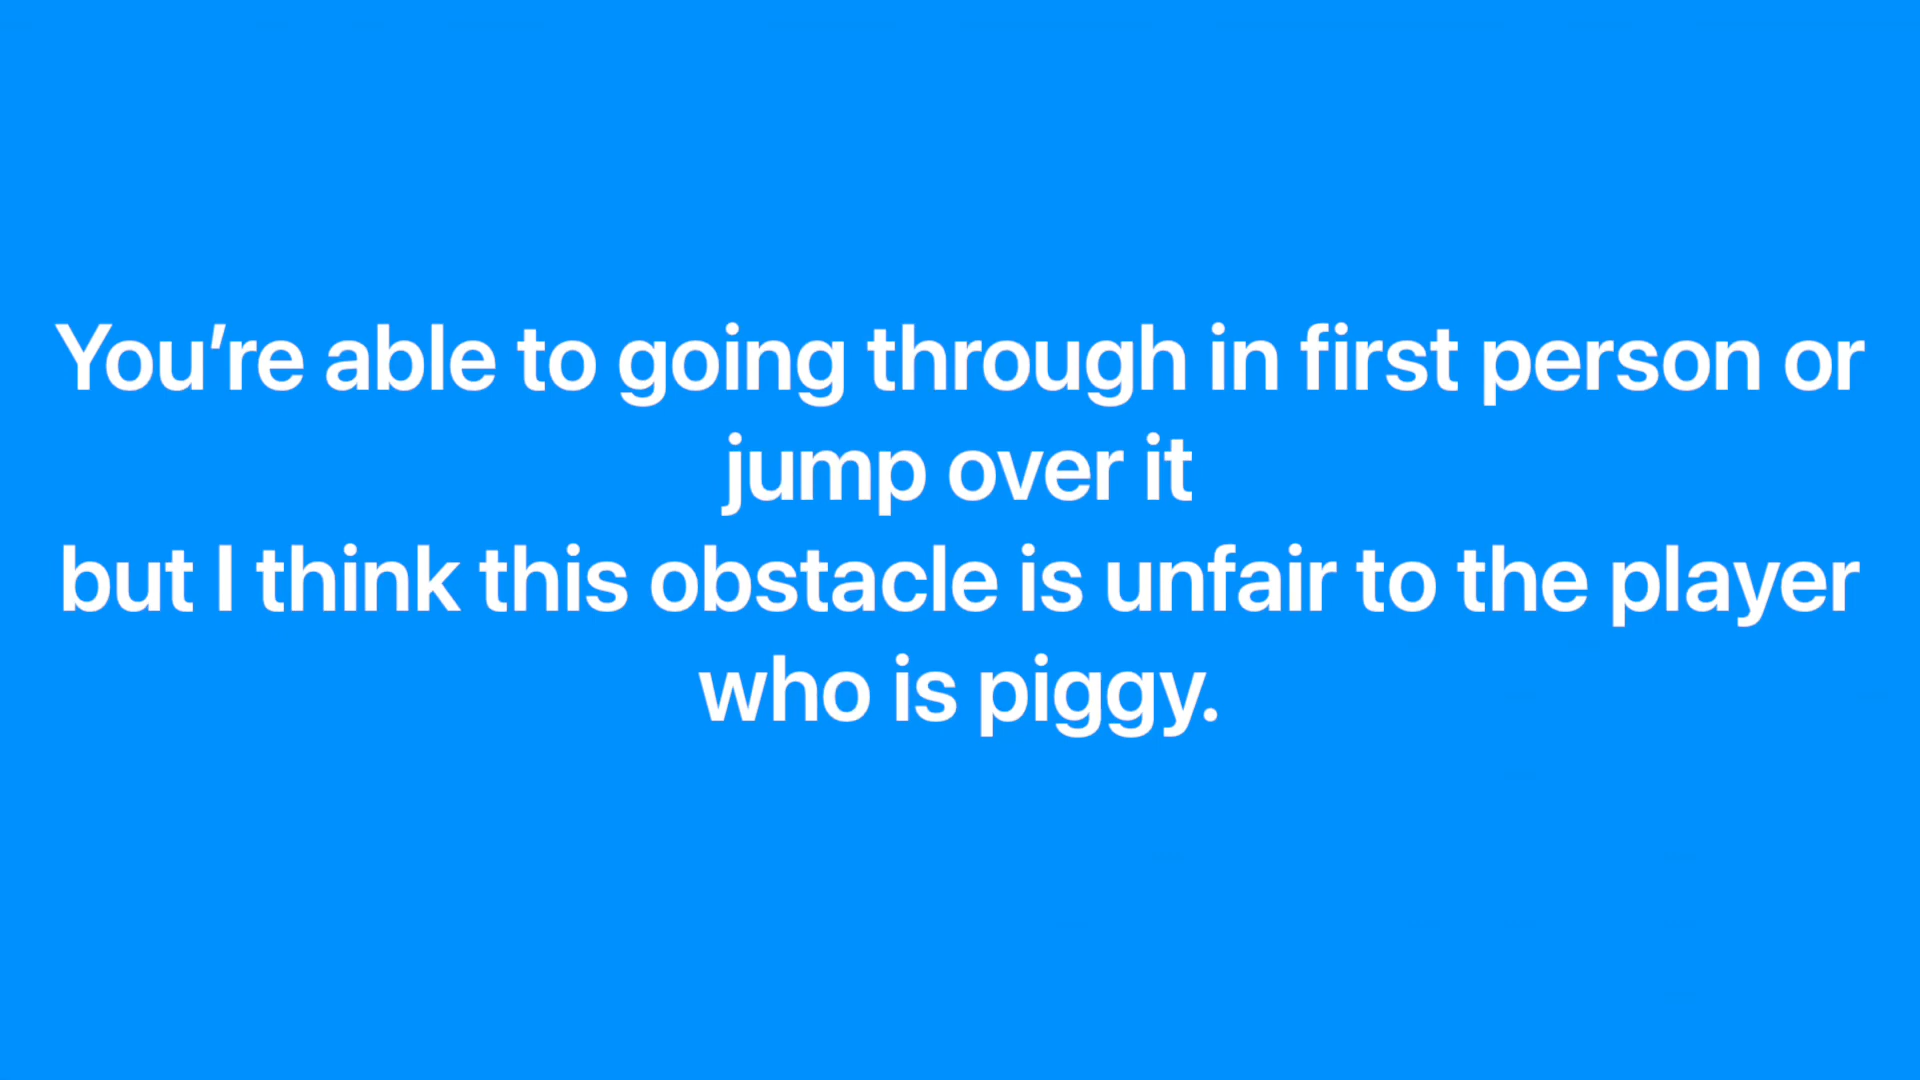 You’re able to going through in first person or
jump over it
but I think this obstacle is unfair to the player
who is piggy.